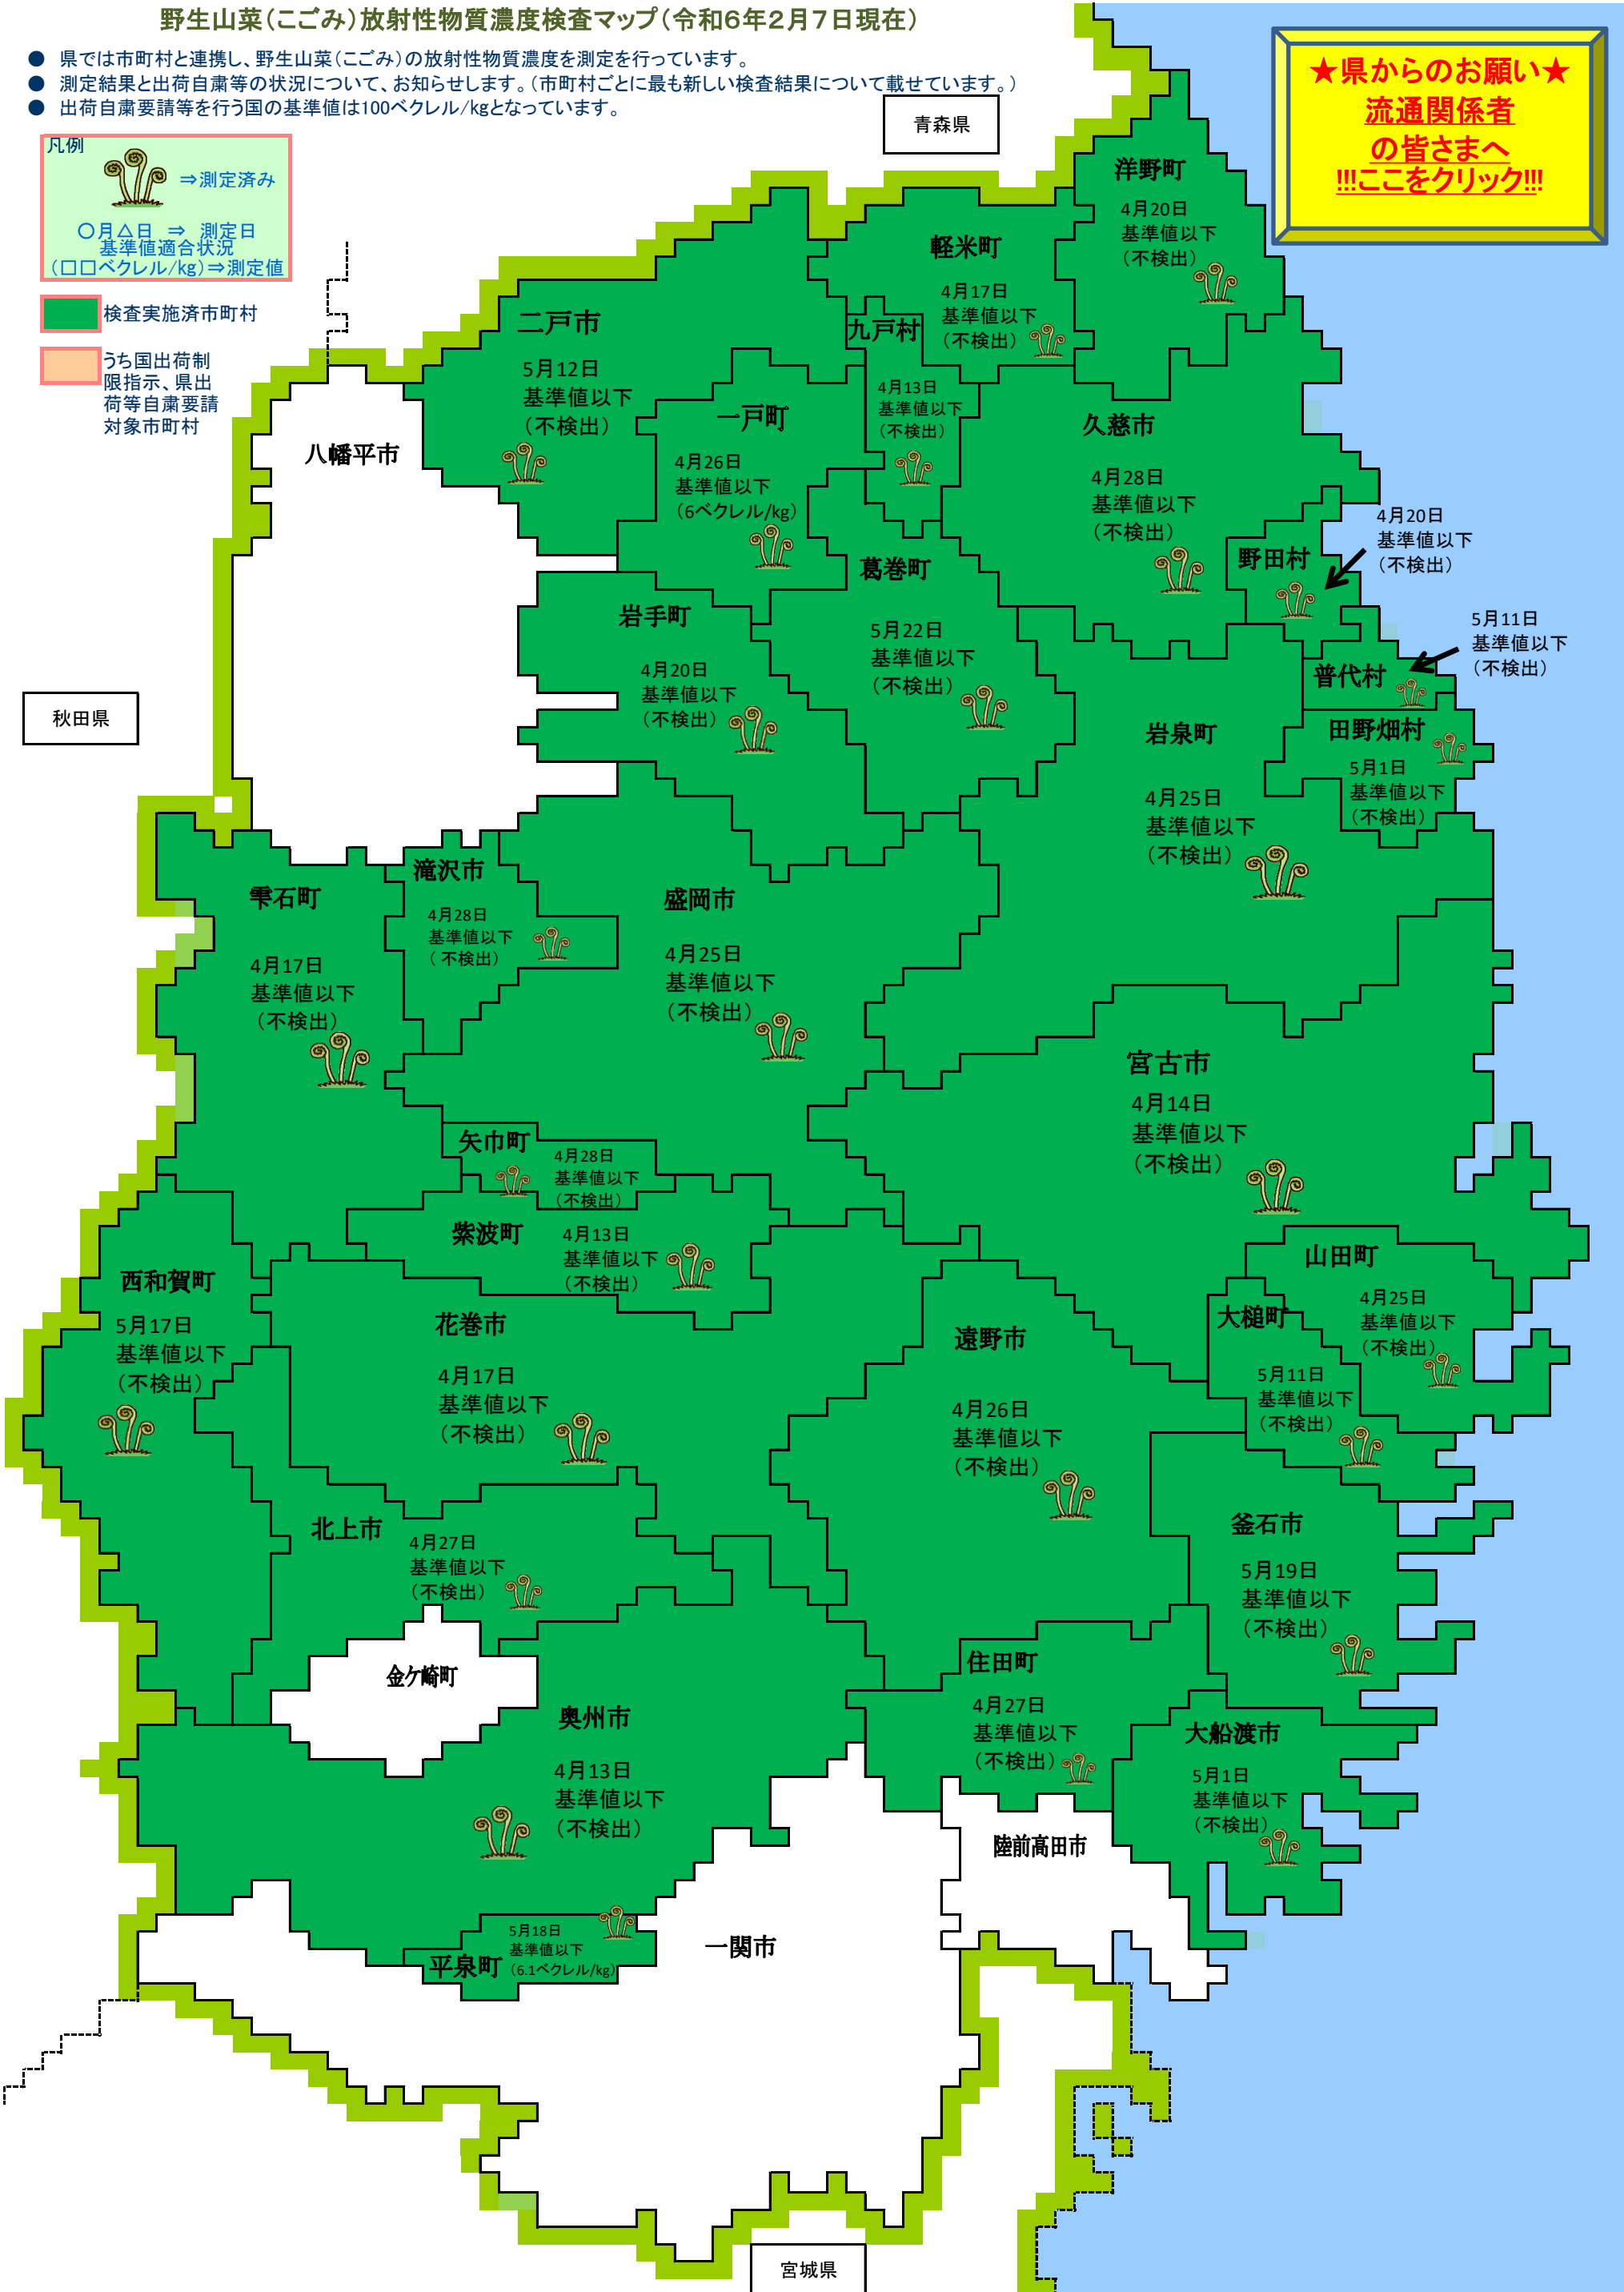 野生山菜（こごみ）放射性物質濃度検査マップ（令和６年２月７日現在）
● 県では市町村と連携し、野生山菜（こごみ）の放射性物質濃度を測定を行っています。
● 測定結果と出荷自粛等の状況について、お知らせします。（市町村ごとに最も新しい検査結果について載せています。）
● 出荷自粛要請等を行う国の基準値は100ベクレル/kgとなっています。
★県からのお願い★
流通関係者
の皆さまへ
!!!ここをクリック!!!
凡例
⇒測定済み
〇月△日 ⇒ 測定日
基準値適合状況
（□□ベクレル/kg）⇒測定値
検査実施済市町村
うち国出荷制
限指示、県出
荷等自粛要請
対象市町村
青森県
秋田県
宮城県
洋野町
4月20日
基準値以下
（不検出）
軽米町
4月17日
基準値以下
（不検出）
二戸市
5月12日
基準値以下
（不検出）
九戸村
4月13日
基準値以下
（不検出）
一戸町
4月26日
基準値以下
（6ベクレル/kg）
久慈市
4月28日
基準値以下
（不検出）
八幡平市
野田村
4月20日
基準値以下
（不検出）
葛巻町
5月22日
基準値以下
（不検出）
岩手町
4月20日
基準値以下
（不検出）
普代村
5月11日
基準値以下
（不検出）
田野畑村
5月1日
基準値以下
（不検出）
岩泉町
4月25日
基準値以下
（不検出）
滝沢市
4月28日
基準値以下
（ 不検出）
雫石町
4月17日
基準値以下
（不検出）
盛岡市
4月25日
基準値以下
（不検出）
宮古市
4月14日
基準値以下
（不検出）
矢巾町
4月28日
基準値以下
（不検出）
紫波町
4月13日
基準値以下
（不検出）
山田町
4月25日
基準値以下
（不検出）
西和賀町
5月17日
基準値以下
（不検出）
花巻市
4月17日
基準値以下
（不検出）
遠野市
4月26日
基準値以下
（不検出）
大槌町
5月11日
基準値以下
（不検出）
北上市
4月27日
基準値以下
（不検出）
釜石市
5月19日
基準値以下
（不検出）
金ケ崎町
住田町
4月27日
基準値以下
（不検出）
奥州市
4月13日
基準値以下
（不検出）
大船渡市
5月1日
基準値以下
（不検出）
陸前高田市
平泉町
5月18日
基準値以下
（6.1ベクレル/kg）
一関市